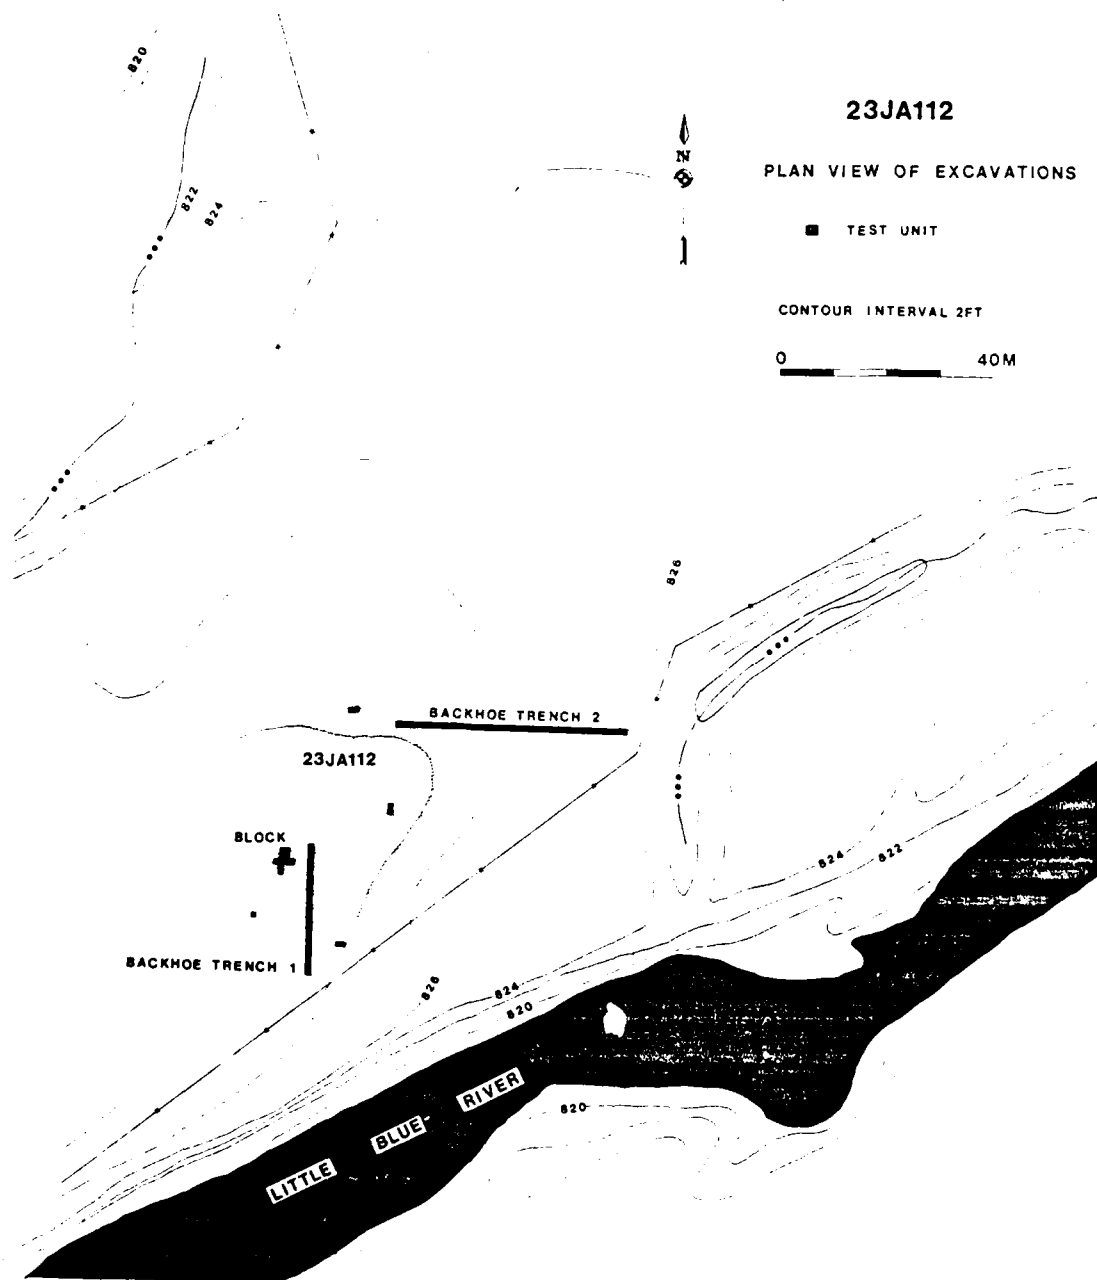 820
23JA112
N
PLAN VIEW OF EXCAVATIONS
822
824
TEST UNIT
CONTOUR INTERVAL 2FT
0 40M
826
BACKHOE TRENCH 2
23JA112
BLOCK
824
822
BACKHOE TRENCH 1
826
824
820
LITTLE BLUE RIVER
820